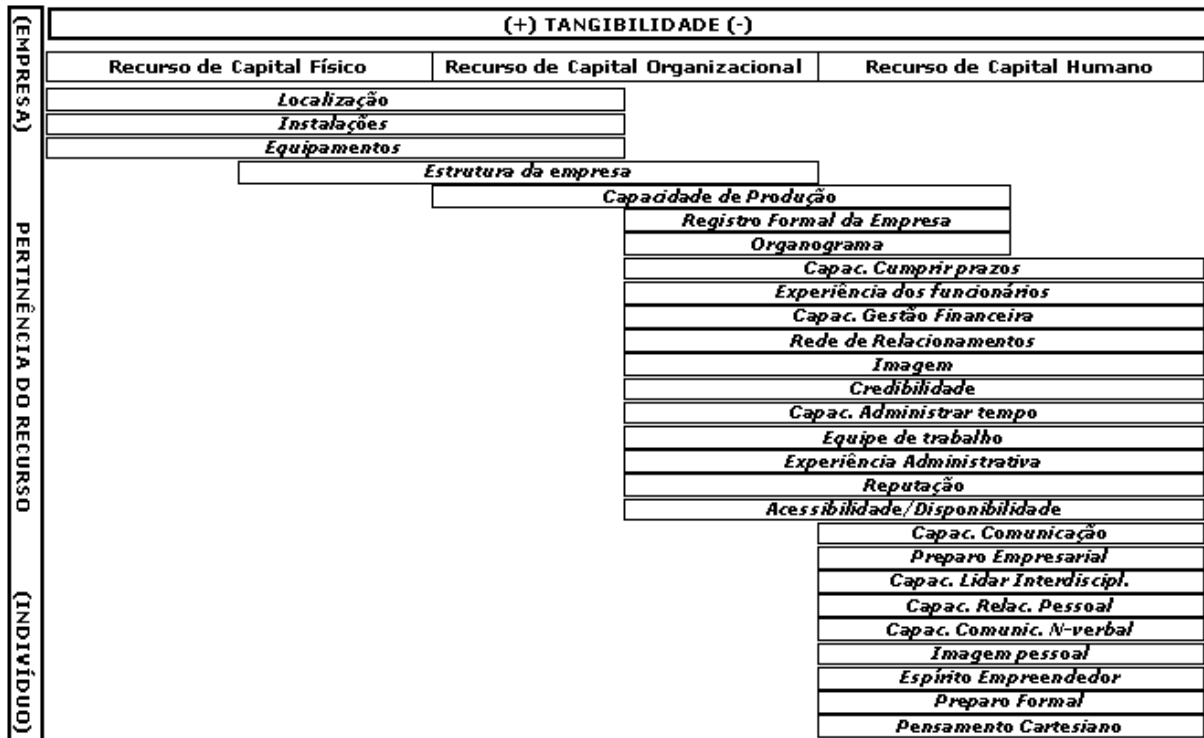 (+) TANGIBILIDADE (-)
(EMPRESA)
PERTINÊNCIA DO RECURSO
(INDIVÍDUO)
Recurso de Capital Físico
Recurso de Capital Organizacional
Recurso de Capital Humano
Localização
Instalações
Equipamentos
Estrutura da empresa
Capacidade de Produção
Registro Formal da Empresa
Organograma
Capac. Cumprir prazos
Experiência dos funcionários
Capac. Gestão Financeira
Rede de Relacionamentos
Imagem
Credibilidade
Capac. Administrar tempo
Equipe de trabalho
Experiência Administrativa
Reputação
Acessibilidade/Disponibilidade
Capac. Comunicação
Preparo Empresarial
Capac. Lidar Interdiscipl.
Capac. Relac. Pessoal
Capac. Comunic. N-verbal
Imagem pessoal
Espírito Empreendedor
Preparo Formal
Pensamento Cartesiano